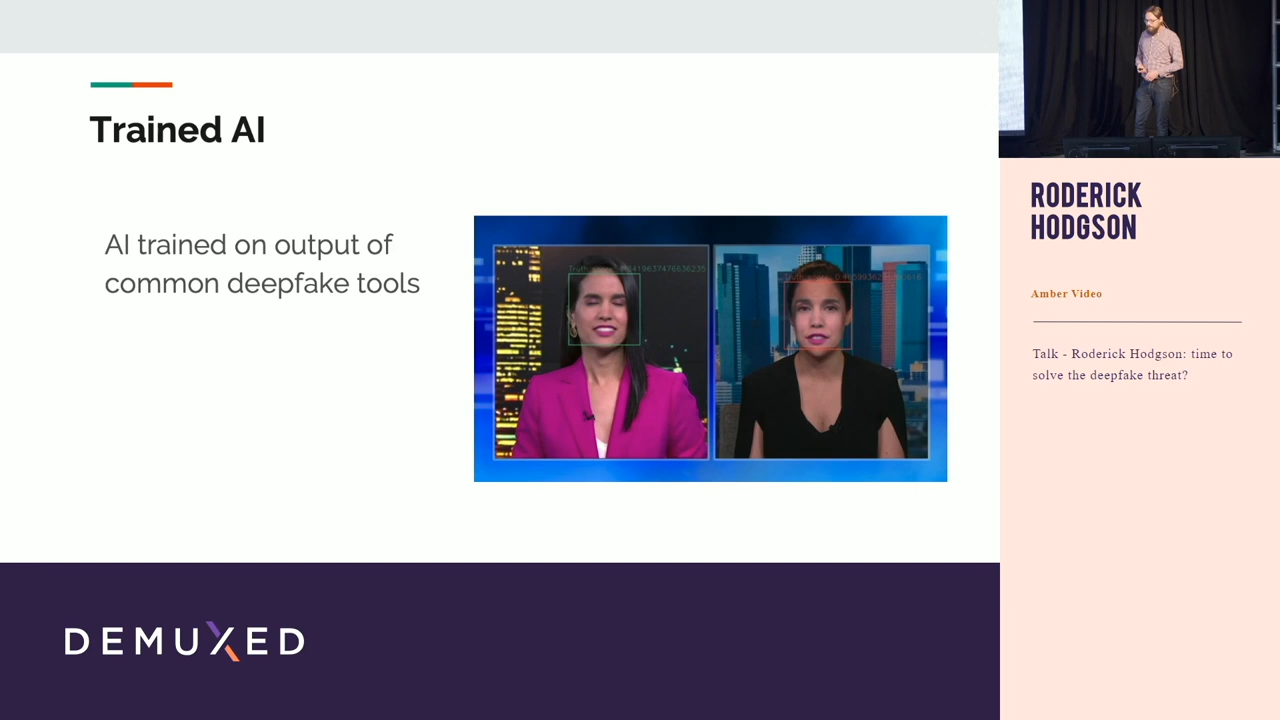 Trained AI
AI trained on output of
common deepfake tools
DEMUXED
RODERICK
HODGSON
Amber Video
Talk - Roderick Hodgson: time to
solve the deepfake threat?